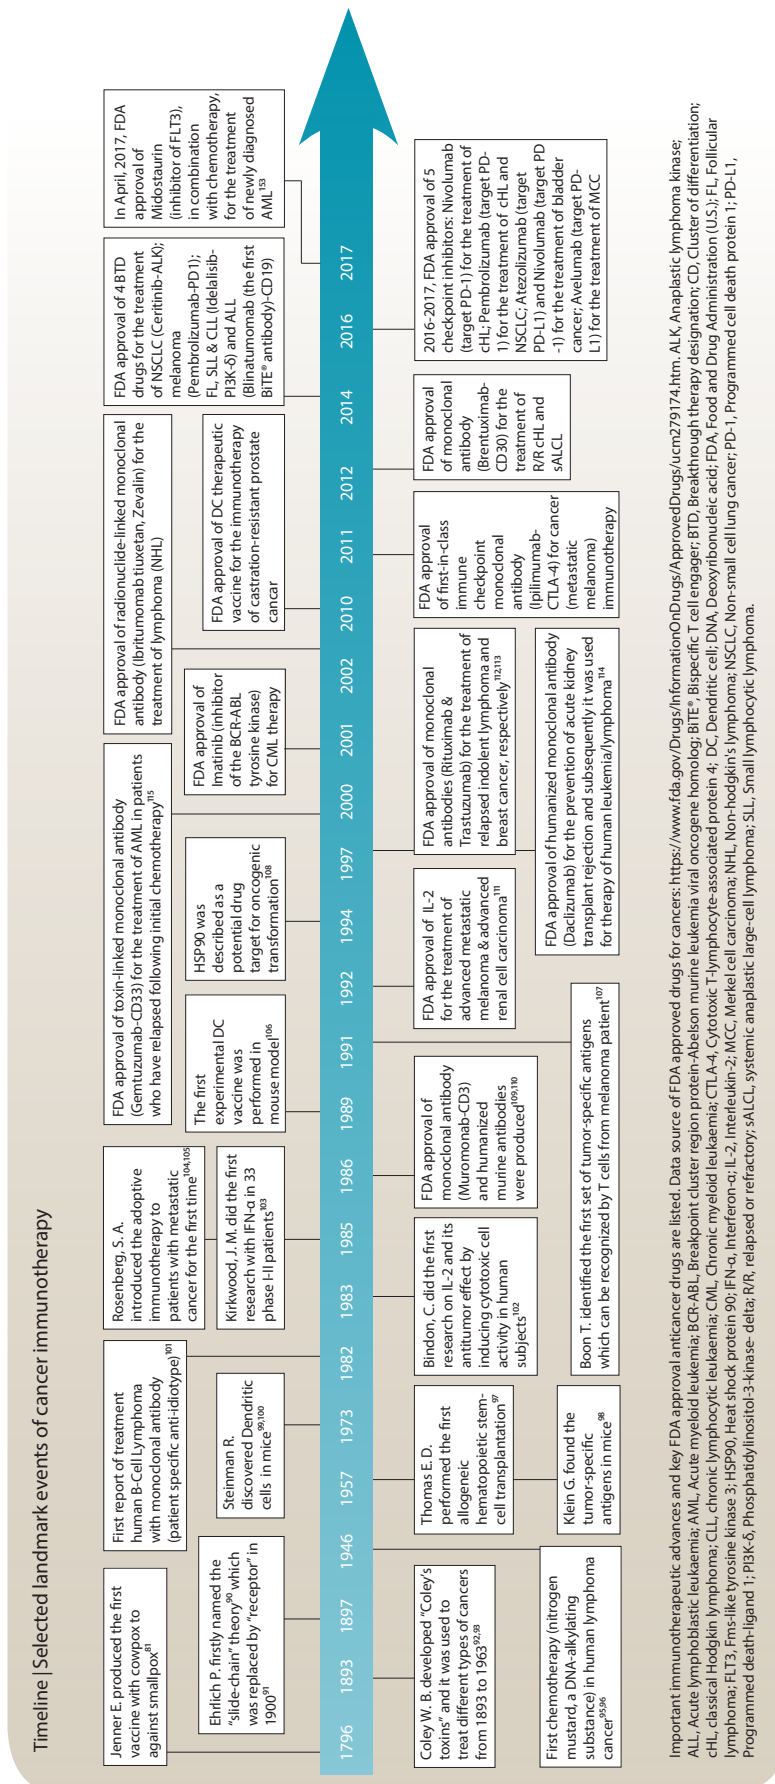 Timeline | Selected landmark events of cancer immunotherapy
Jenner E. produced the first
vaccine with cowpox to
against smallpox81
Ehrlich P. firstly named the
“slide-chain” theory90 which
was replaced by “receptor” in
190091
First report of treatment
human B-Cell Lymphoma
with monoclonal antibody
(patient specific anti-idiotype)101
Steinman R.
discovered Dendritic
cells in mice99,100
Rosenberg, S. A.
introduced the adoptive
immunotherapy to
patients with metastatic
cancer for the first time104,105
Kirkwood, J. M. did the first
research with IFN-α in 33
phase I-II patients103
FDA approval of toxin-linked monoclonal antibody
(Gemtuzumab-CD33) for the treatment of AML in patients
who have relapsed following initial chemotherapy115
The first
experimental DC
vaccine was
performed in
mouse model106
HSP90 was
described as a
potential drug
target for oncogenic
transformation108
FDA approval of
Imatinib (inhibitor
of the BCR-ABL
tyrosine kinase)
for CML therapy
FDA approval of radionuclide-linked monoclonal
antibody (Ibritumomab tiuxetan, Zevalin) for the
treatment of lymphoma (NHL)
FDA approval of DC therapeutic
vaccine for the immunotherapy
of castration-resistant prostate
cancer
FDA approval of 4 BTD
drugs for the treatment
of NSCLC (Ceritinib-ALK);
melanoma
(Pembrolizumab-PD1);
FL, SLL & CLL (Idelalisib-
PI3K-δ) and ALL
(Blinatumomab (the first
BiTE® antibody)-CD19)
In April, 2017, FDA
approval of
Midostaurin
(inhibitor of FLT3),
in combination
with chemotherapy,
for the treatment
of newly diagnosed
AML153
1796 1893 1897 1946 1957 1973 1982 1983 1985 1986 1989 1991 1992 1994 1997 2000 2001 2002 2010 2011 2012 2014 2016 2017
Coley W. B. developed “Coley’s
toxins” and it was used to
treat different types of cancers
from 1893 to 196392,93
First chemotherapy (nitrogen
mustard, a DNA-alkylating
substance) in human lymphoma
cancer95,96
Thomas E. D.
performed the first
allogeneic
hematopoietic stem-
cell transplantation97
Klein G. found the
tumor-specific
antigens in mice98
Bindon, C. did the first
research on IL-2 and its
antitumor effect by
inducing cytotoxic cell
activity in human
subjects102
FDA approval of
monoclonal antibody
(Muromonab-CD3)
and humanized
murine antibodies
were produced109,110
Boon T. identified the first set of tumor-specific antigens
which can be recognized by T cells from melanoma patient107
FDA approval of IL-2
for the treatment of
advanced metastatic
melanoma & advanced
renal cell carcinoma111
FDA approval of monoclonal
antibodies (Rituximab &
Trastuzumab) for the treatment of
relapsed indolent lymphoma and
breast cancer, respectively112,113
FDA approval of humanized monoclonal antibody
(Daclizumab) for the prevention of acute kidney
transplant rejection and subsequently it was used
for therapy of human leukemia/lymphoma114
FDA approval
of first-in-class
immune
checkpoint
monoclonal
antibody
(Ipilimumab-
CTLA-4) for cancer
(metastatic
melanoma)
immunotherapy
FDA approval
of monoclonal
antibody
(Brentuximab-
CD30) for the
treatment of
R/R cHL and
sALCL
2016-2017, FDA approval of 5
checkpoint inhibitors: Nivolumab
(target PD-1) for the treatment of
cHL; Pembrolizumab (target PD-
1) for the treatment of cHL and
NSCLC; Atezolizumab (target
PD-L1) and Nivolumab (target PD
-1) for the treatment of bladder
cancer; Avelumab (target PD-
L1) for the treatment of MCC
Important immunotherapeutic advances and key FDA approval anticancer drugs are listed. Data source of FDA approved drugs for cancers: https://www.fda.gov/Drugs/InformationOnDrugs/ApprovedDrugs/ucm279174.htm. ALK, Anaplastic lymphoma kinase;
ALL, Acute lymphoblastic leukaemia; AML, Acute myeloid leukemia; BCR-ABL, Breakpoint cluster region protein-Abelson murine leukemia viral oncogene homolog; BiTE®, Bispecific T cell engager; BTD, Breakthrough therapy designation; CD, Cluster of differentiation;
cHL, classical Hodgkin lymphoma; CLL, chronic lymphocytic leukaemia; CML, Chronic myeloid leukaemia; CTLA-4, Cytotoxic T-lymphocyte-associated protein 4; DC, Dendritic cell; DNA, Deoxyribonucleic acid; FDA, Food and Drug Administration (U.S.); FL, Follicular
lymphoma; FLT3, Fms-like tyrosine kinase 3; HSP90, Heat shock protein 90; IFN-α, Interferon-α; IL-2, Interleukin-2; MCC, Merkel cell carcinoma; NHL, Non-hodgkin’s lymphoma; NSCLC, Non-small cell lung cancer; PD-1, Programmed cell death protein 1; PD-L1,
Programmed death-ligand 1; PI3K-δ, Phosphatidylinositol-3-kinase- delta; R/R, relapsed or refractory; sALCL, systemic anaplastic large-cell lymphoma; SLL, Small lymphocytic lymphoma.